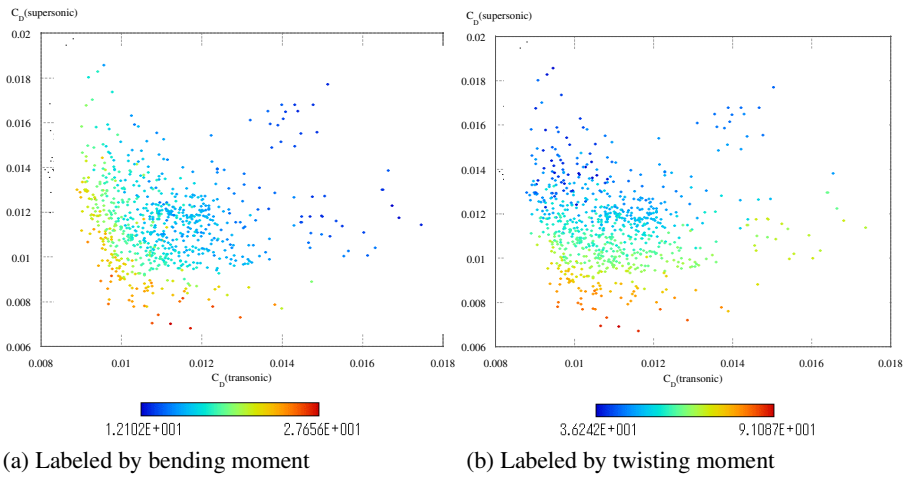 C_D(supersonic)
0.02
0.018
0.016
0.014
0.012
0.01
0.008
0.006
0.008 0.01 0.012 0.014 0.016 0.018
C_D(transonic)
1.2102E+001 2.7656E+001
(a) Labeled by bending moment
C_D(supersonic)
0.02
0.018
0.016
0.014
0.012
0.01
0.008
0.006
0.008 0.01 0.012 0.014 0.016 0.018
C_D(transonic)
3.6242E+001 9.1087E+001
(b) Labeled by twisting moment